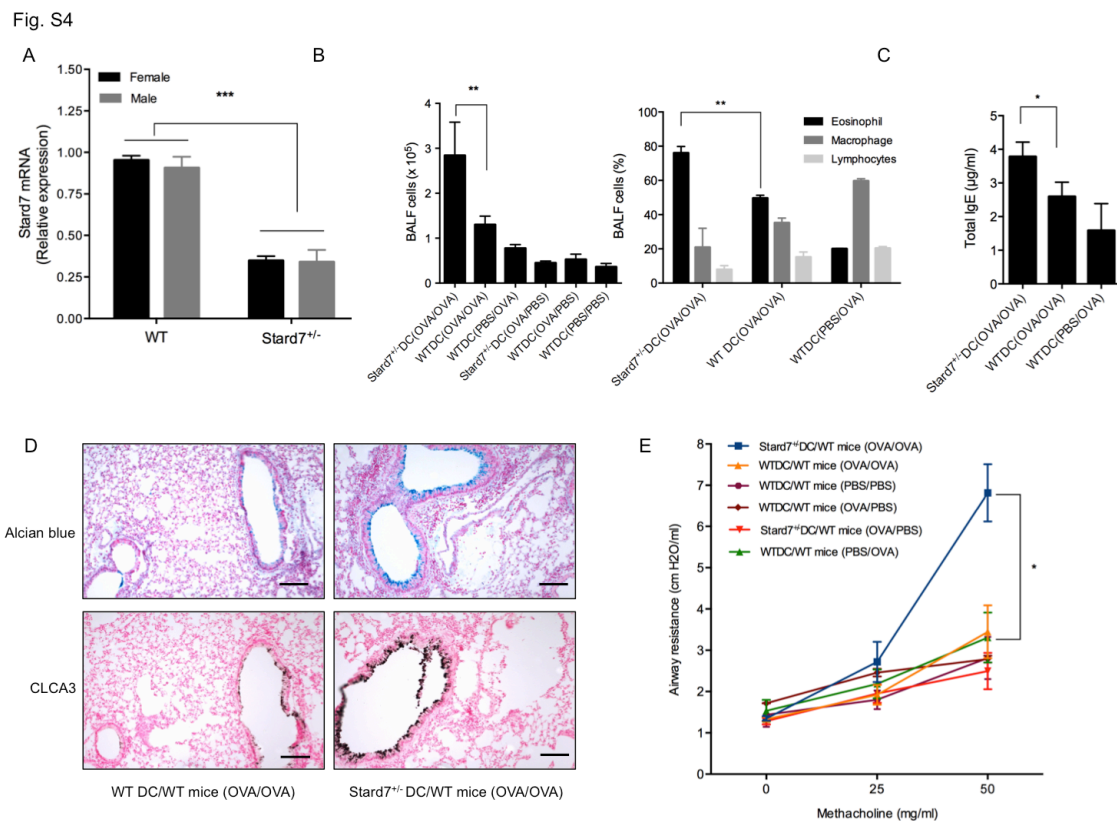 Fig. S4
A
1.50
1.25
1.00
0.75
0.50
0.25
0.00
Stard7 mRNA
(Relative expression)
Female
Male
***
WT
Stard7+/-
B
4
3
2
1
0
BALF cells (x 10⁵)
**
Stard7+/-DC(OVA/OVA)
WTDC(OVA/OVA)
WTDC(PBS/OVA)
Stard7+/-DC(OVA/PBS)
WTDC(OVA/PBS)
WTDC(PBS/PBS)
100
80
60
40
20
0
BALF cells (%)
**
Eosinophil
Macrophage
Lymphocytes
Stard7+/-DC(OVA/OVA)
WT DC(OVA/OVA)
WTDC(PBS/OVA)
C
5
4
3
2
1
0
Total IgE (µg/ml)
*
Stard7+/-DC(OVA/OVA)
WTDC(OVA/OVA)
WTDC(PBS/OVA)
D
Alcian blue
CLCA3
WT DC/WT mice (OVA/OVA)
Stard7+/- DC/WT mice (OVA/OVA)
E
8
7
6
5
4
3
2
1
0
Airway resistance (cm H2O/ml)
Stard7+/-DC/WT mice (OVA/OVA)
WTDC/WT mice (OVA/OVA)
WTDC/WT mice (PBS/PBS)
WTDC/WT mice (OVA/PBS)
Stard7+/-DC/WT mice (OVA/PBS)
WTDC/WT mice (PBS/OVA)
*
0
25
50
Methacholine (mg/ml)